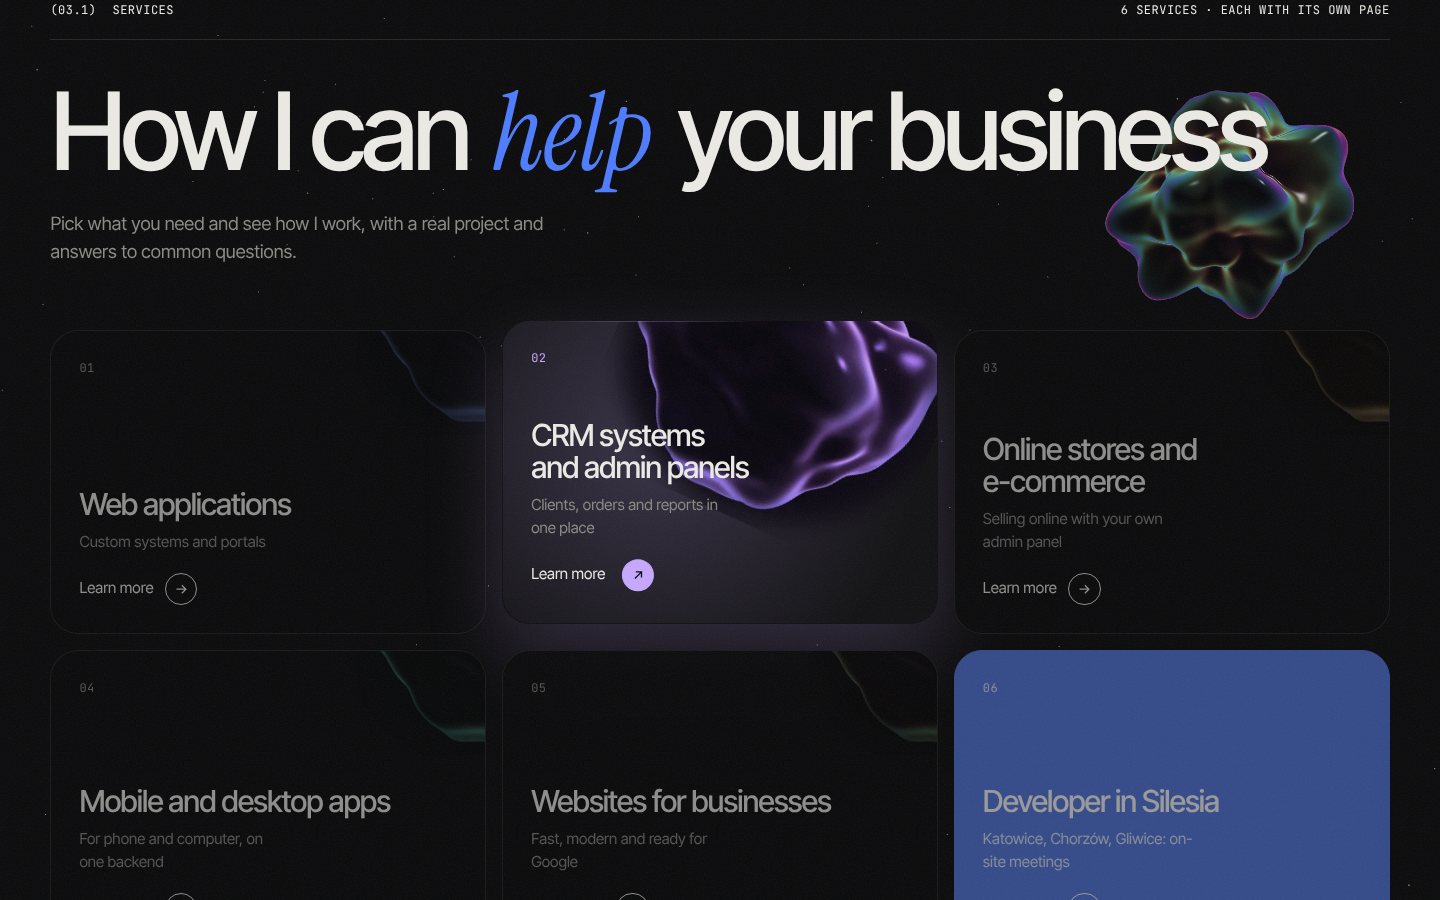 (03.1) SERVICES
6 SERVICES · EACH WITH ITS OWN PAGE
How I can help your business
Pick what you need and see how I work, with a real project and
answers to common questions.
01
Web applications
Custom systems and portals
Learn more
02
CRM systems
and admin panels
Clients, orders and reports in
one place
Learn more
03
Online stores and
e-commerce
Selling online with your own
admin panel
Learn more
04
Mobile and desktop apps
For phone and computer, on
one backend
05
Websites for businesses
Fast, modern and ready for
Google
06
Developer in Silesia
Katowice, Chorzów, Gliwice: on-
site meetings